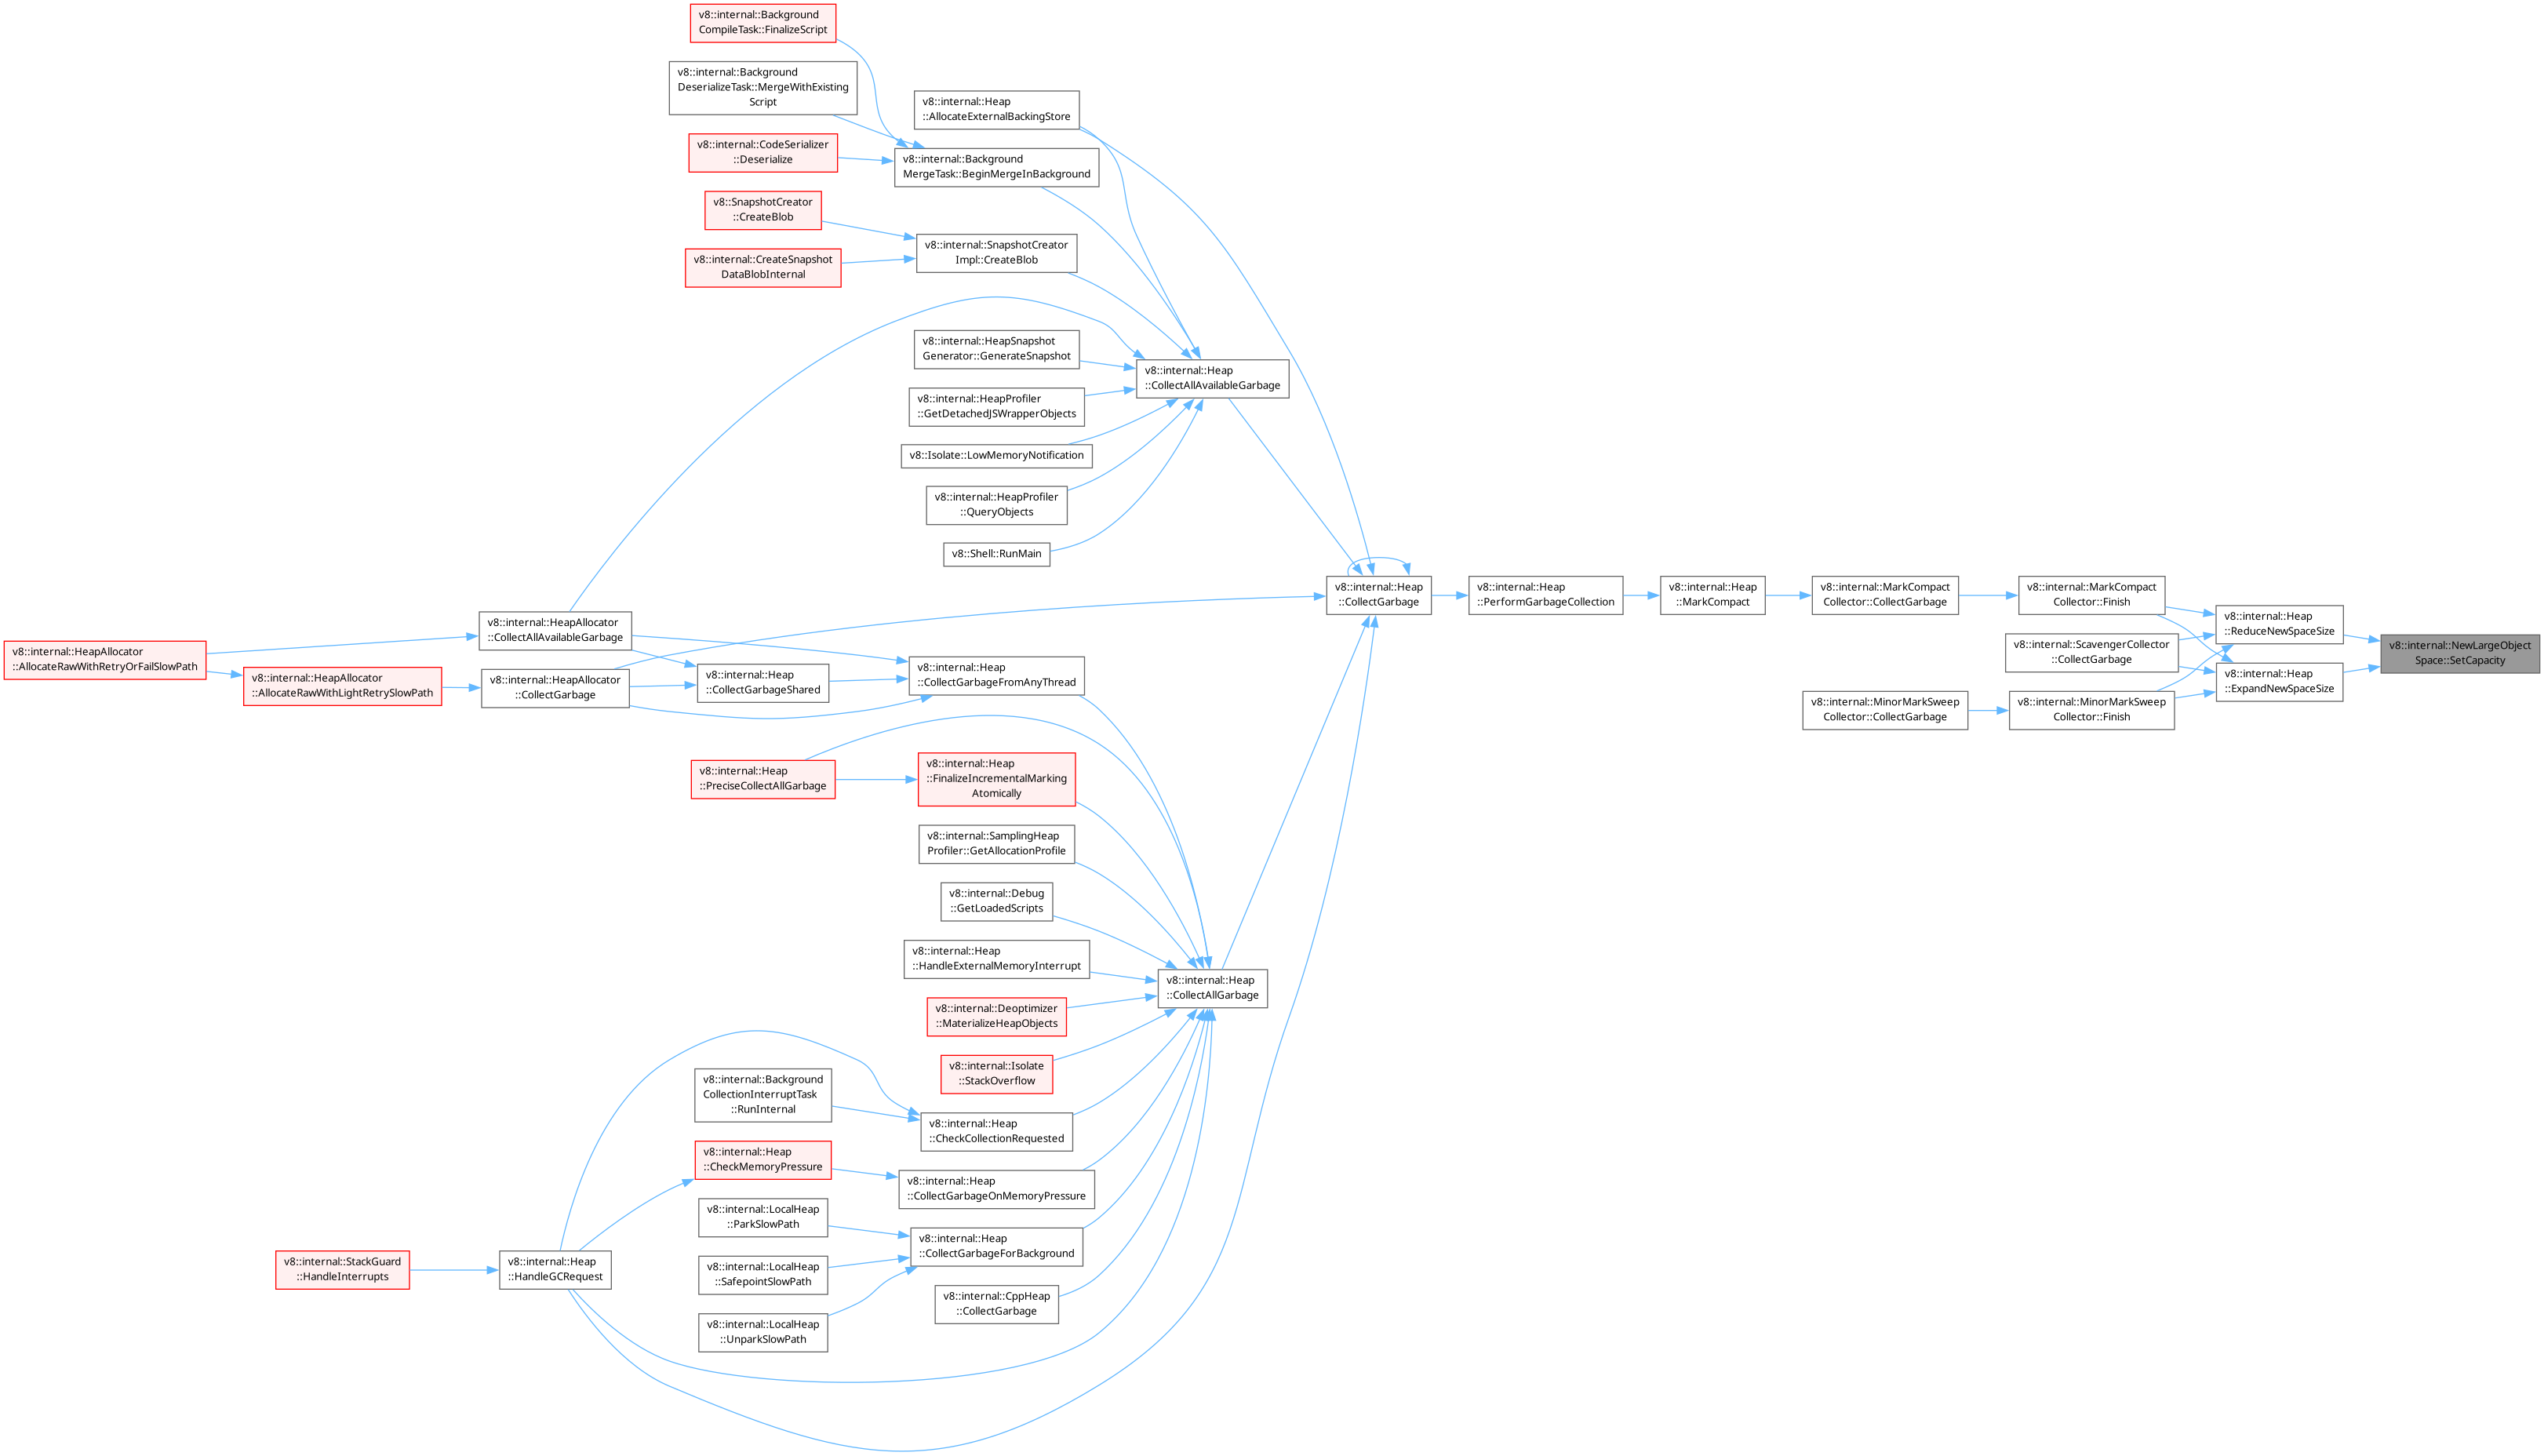 v8::internal::Background
CompileTask::FinalizeScript
v8::internal::Background
DeserializeTask::MergeWithExisting
Script
v8::internal::Heap
::AllocateExternalBackingStore
v8::internal::CodeSerializer
::Deserialize
v8::internal::Background
MergeTask::BeginMergeInBackground
v8::SnapshotCreator
::CreateBlob
v8::internal::SnapshotCreator
Impl::CreateBlob
v8::internal::CreateSnapshot
DataBlobInternal
v8::internal::HeapSnapshot
Generator::GenerateSnapshot
v8::internal::Heap
::CollectAllAvailableGarbage
v8::internal::HeapProfiler
::GetDetachedJSWrapperObjects
v8::Isolate::LowMemoryNotification
v8::internal::HeapProfiler
::QueryObjects
v8::Shell::RunMain
v8::internal::Heap
::CollectGarbage
v8::internal::Heap
::PerformGarbageCollection
v8::internal::Heap
::MarkCompact
v8::internal::MarkCompact
Collector::CollectGarbage
v8::internal::MarkCompact
Collector::Finish
v8::internal::Heap
::ReduceNewSpaceSize
v8::internal::HeapAllocator
::CollectAllAvailableGarbage
v8::internal::HeapAllocator
::AllocateRawWithRetryOrFailSlowPath
v8::internal::ScavengerCollector
::CollectGarbage
v8::internal::NewLargeObject
Space::SetCapacity
v8::internal::HeapAllocator
::AllocateRawWithLightRetrySlowPath
v8::internal::HeapAllocator
::CollectGarbage
v8::internal::Heap
::CollectGarbageShared
v8::internal::Heap
::CollectGarbageFromAnyThread
v8::internal::Heap
::ExpandNewSpaceSize
v8::internal::MinorMarkSweep
Collector::CollectGarbage
v8::internal::MinorMarkSweep
Collector::Finish
v8::internal::Heap
::PreciseCollectAllGarbage
v8::internal::Heap
::FinalizeIncrementalMarking
Atomically
v8::internal::SamplingHeap
Profiler::GetAllocationProfile
v8::internal::Debug
::GetLoadedScripts
v8::internal::Heap
::HandleExternalMemoryInterrupt
v8::internal::Heap
::CollectAllGarbage
v8::internal::Deoptimizer
::MaterializeHeapObjects
v8::internal::Isolate
::StackOverflow
v8::internal::Background
CollectionInterruptTask
::RunInternal
v8::internal::Heap
::CheckCollectionRequested
v8::internal::Heap
::CheckMemoryPressure
v8::internal::Heap
::CollectGarbageOnMemoryPressure
v8::internal::LocalHeap
::ParkSlowPath
v8::internal::Heap
::CollectGarbageForBackground
v8::internal::StackGuard
::HandleInterrupts
v8::internal::Heap
::HandleGCRequest
v8::internal::LocalHeap
::SafepointSlowPath
v8::internal::CppHeap
::CollectGarbage
v8::internal::LocalHeap
::UnparkSlowPath